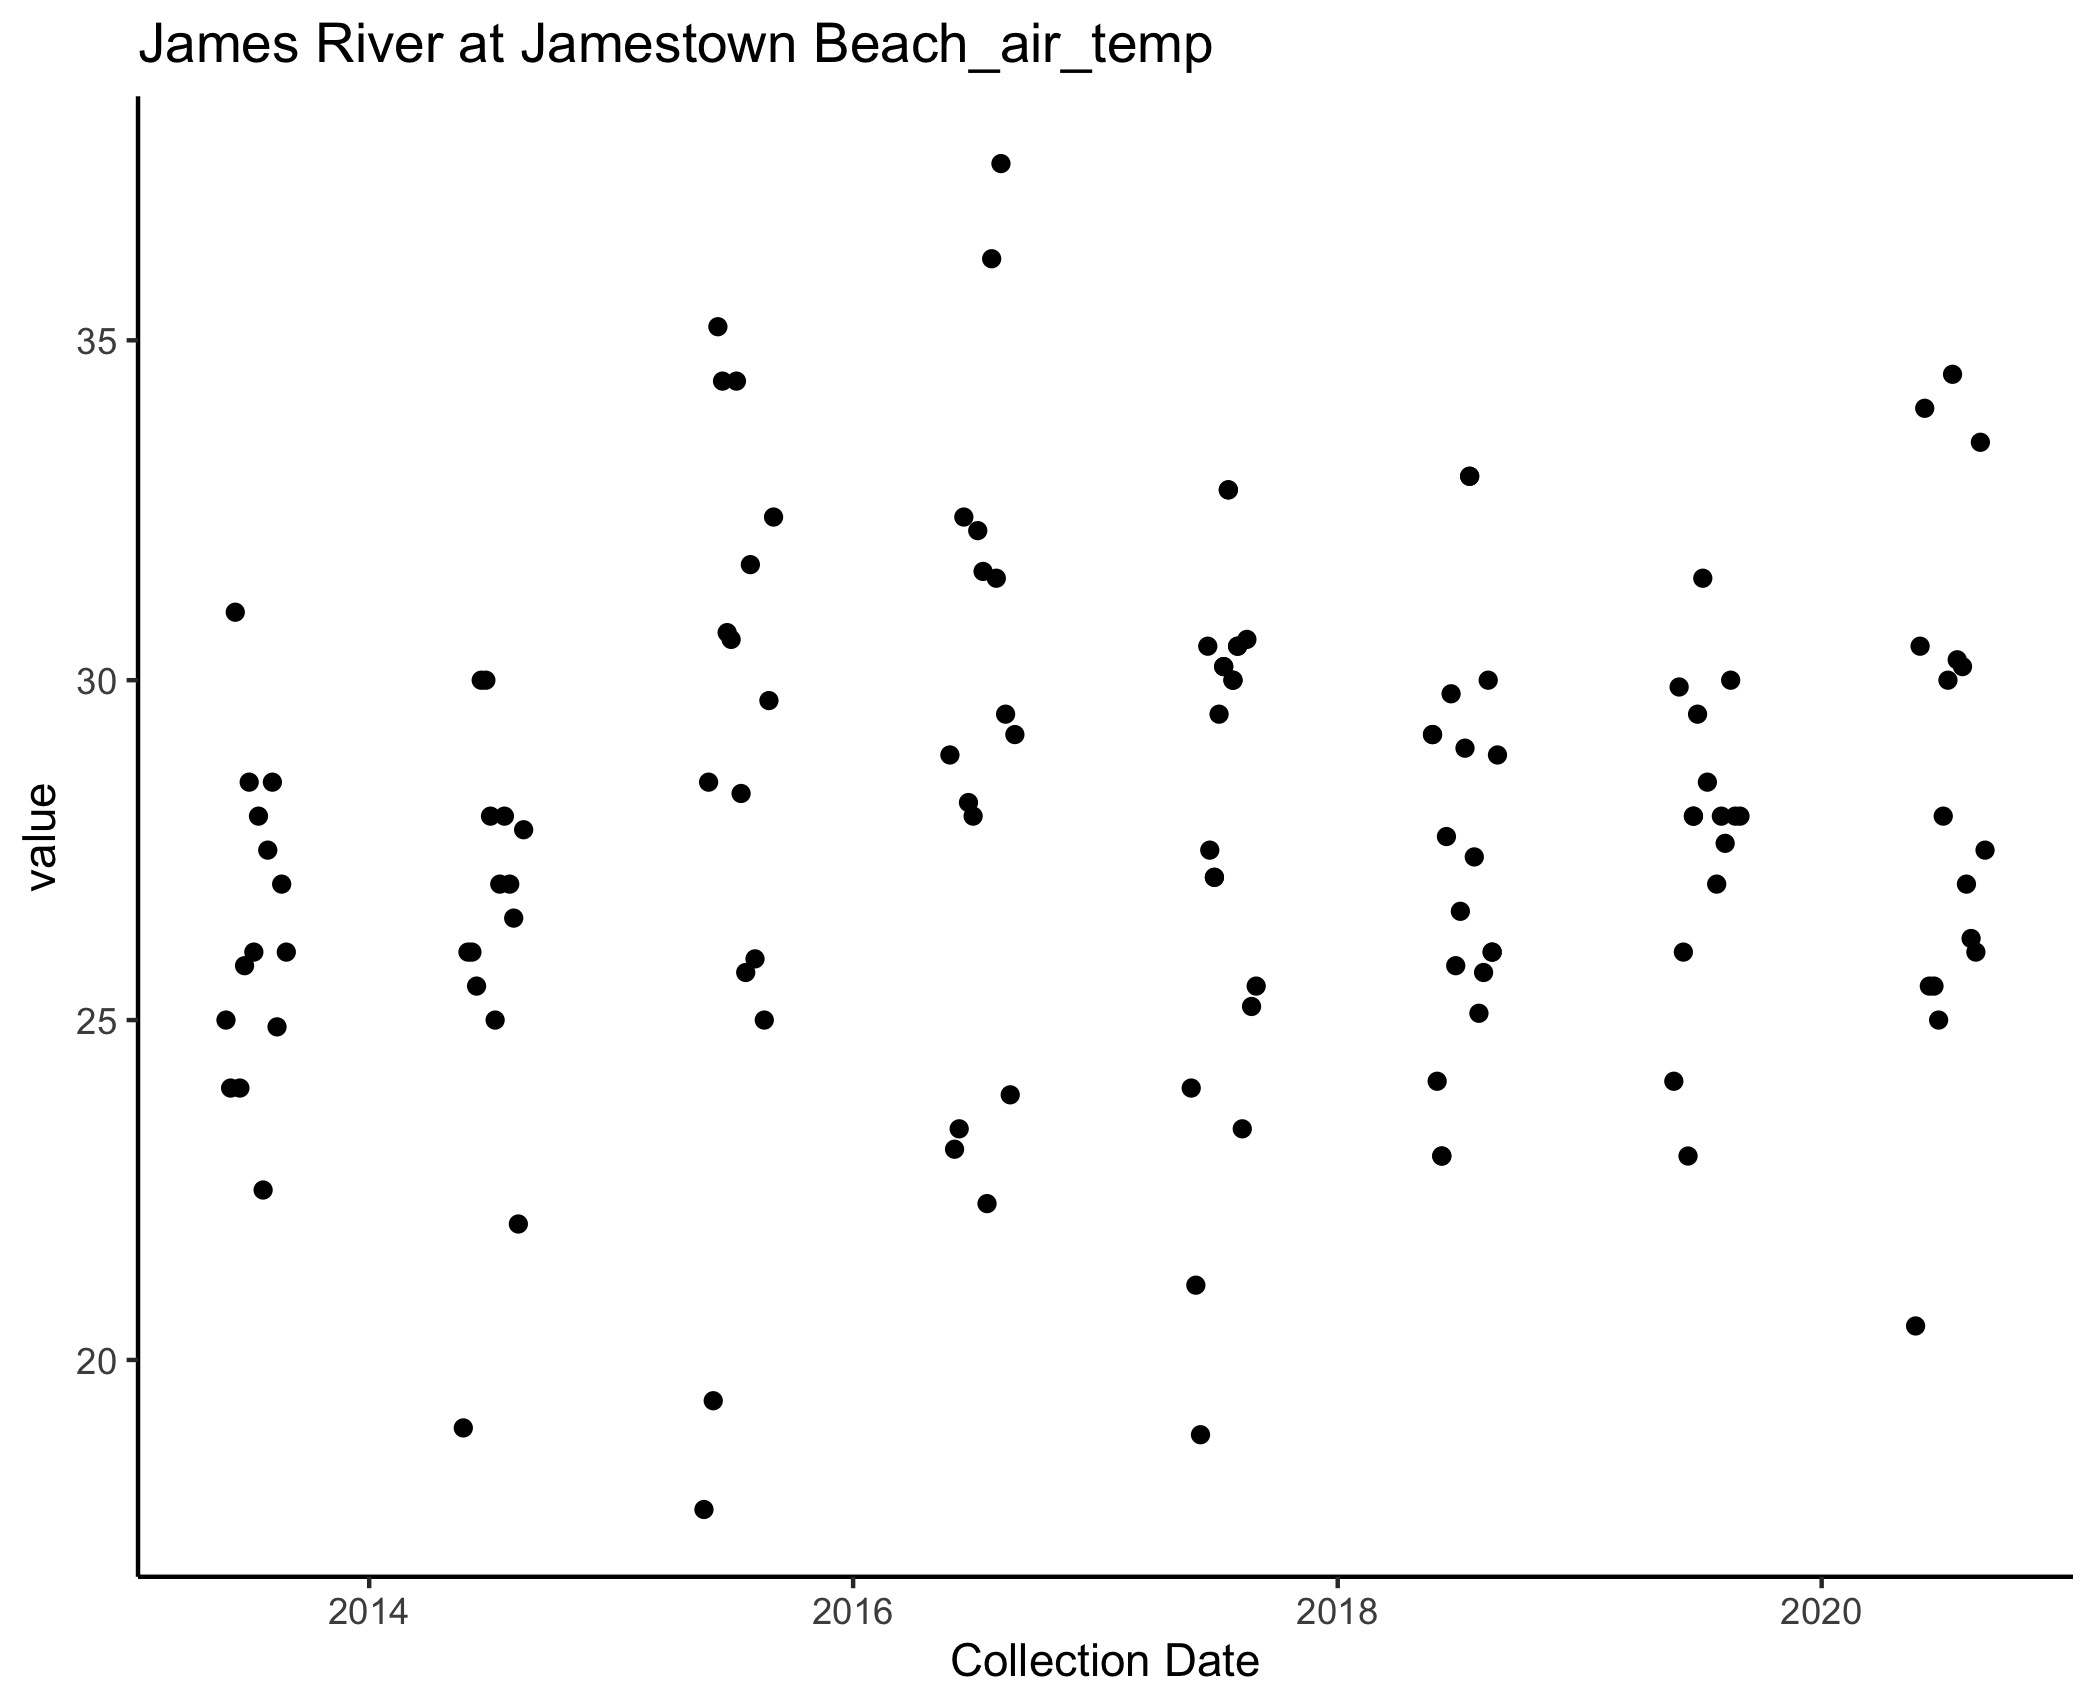 James River at Jamestown Beach_air_temp
value
35
30
25
20
2014 2016 2018 2020
Collection Date